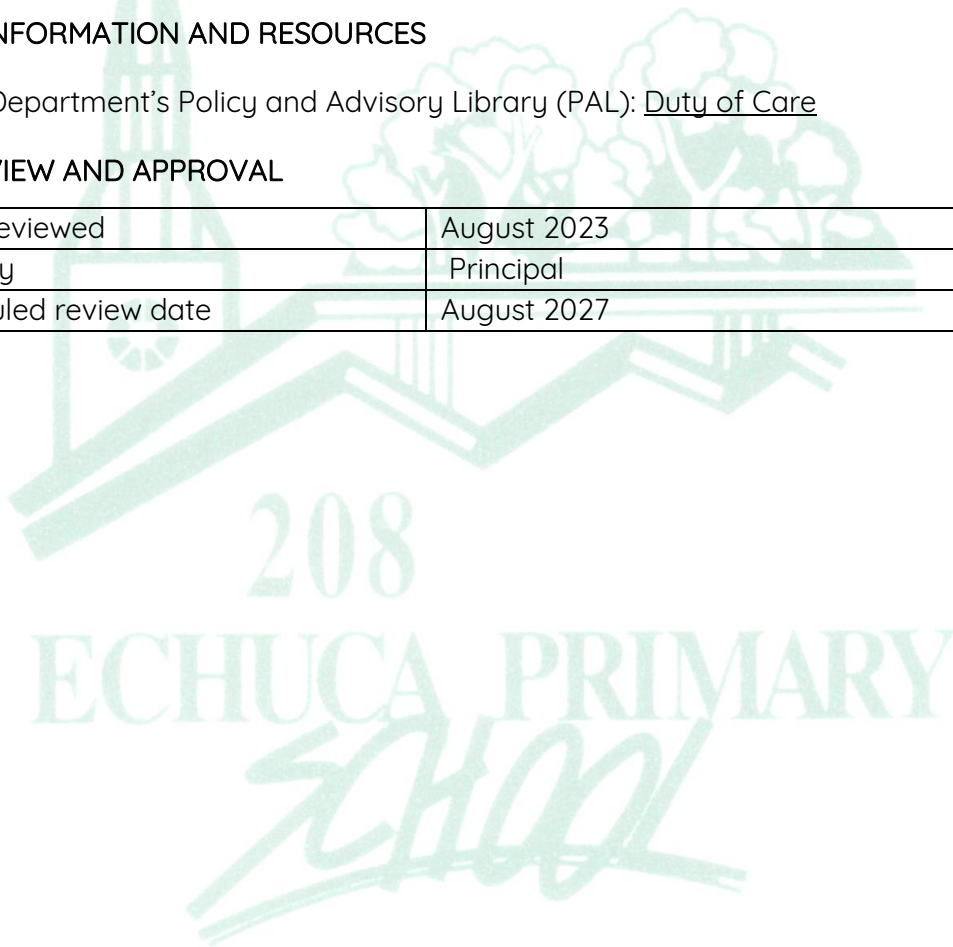 NFORMATION AND RESOURCES
Department's Policy and Advisory Library (PAL): Duty of Care
VIEW AND APPROVAL
eviewed August 2023
y Principal
uled review date August 2027
208
ECHUCA PRIMARY
SCHOOL